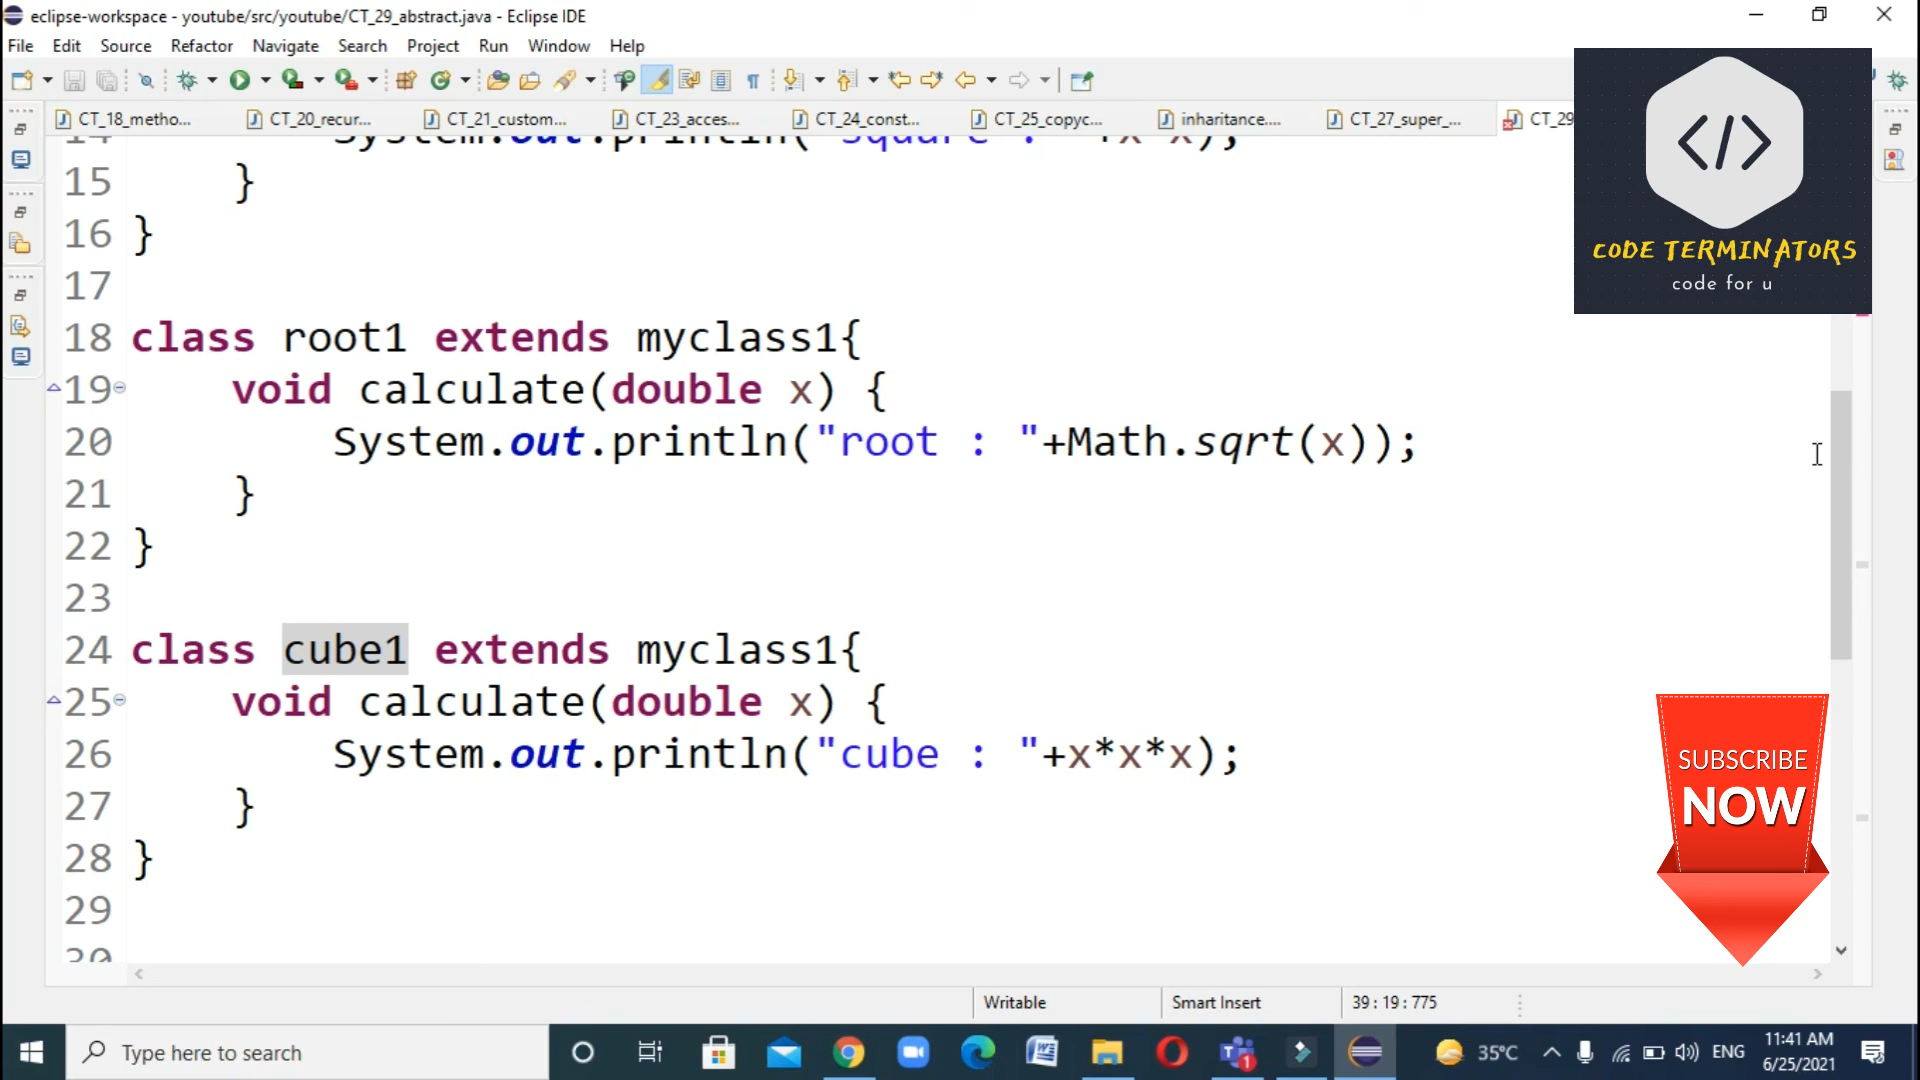 eclipse-workspace - youtube/src/youtube/CT_29_abstract.java - Eclipse IDE
File Edit Source Refactor Navigate Search Project Run Window Help
CT_18_metho... CT_20_recur... CT_21_custom... CT_23_acces... CT_24_const... CT_25_copyc... inharitance.... CT_27_super_... CT_29
15 }
16 }
17
18 class root1 extends myclass1{
19 void calculate(double x) {
20 System.out.println("root : "+Math.sqrt(x));
21 }
22 }
23
24 class cube1 extends myclass1{
25 void calculate(double x) {
26 System.out.println("cube : "+x*x*x);
27 }
28 }
29
CODE TERMINATORS
code for u
SUBSCRIBE
NOW
Writable Smart Insert 39 : 19 : 775
Type here to search
1
35°C ENG 11:41 AM
6/25/2021